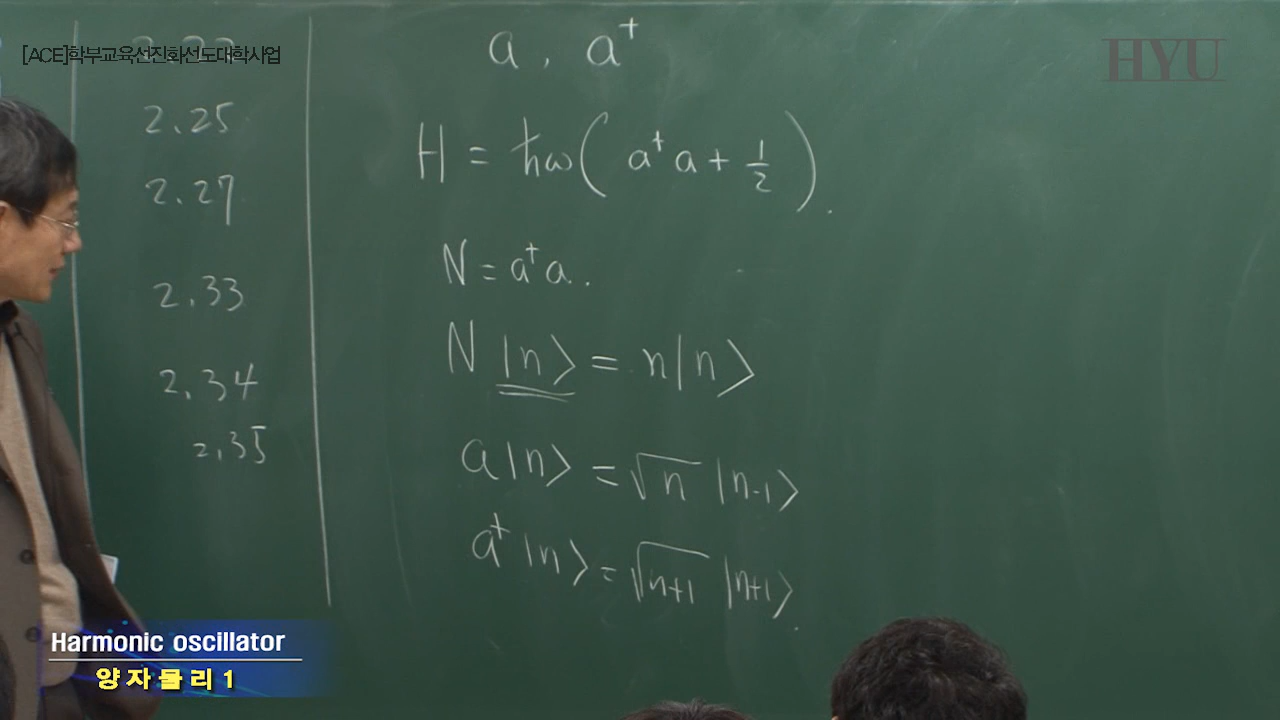 [ACE]학부교육선진화선도대학사업
HYU
2.25
2.27
2.33
2.34
2.35
a , a†
H = ħω( a†a + 1/2 ).
N = a†a.
N |n⟩ = n|n⟩
a|n⟩ = √n |n-1⟩
a†|n⟩ = √n+1 |n+1⟩.
Harmonic oscillator
양자물리1